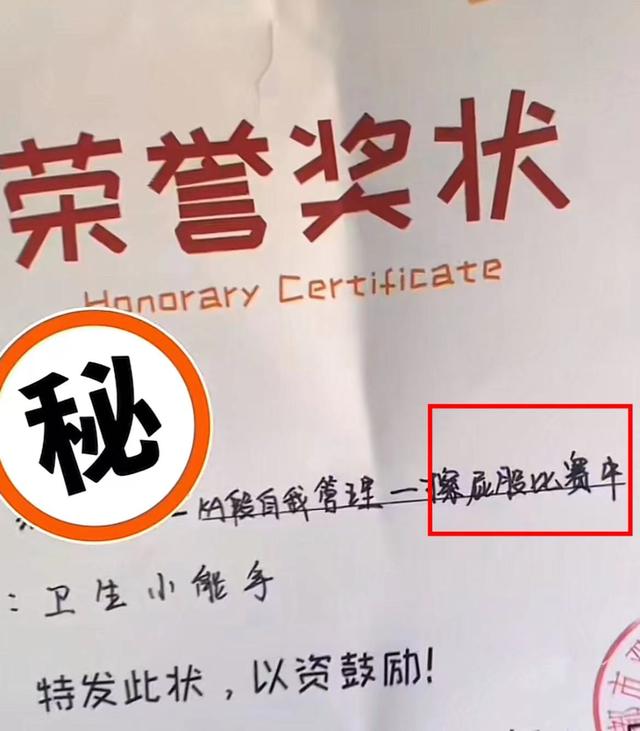 荣誉奖状
Honorary Certificate
秘
段自我管理一擦屁股比赛中
：卫生小能手
特发此状，以资鼓励！